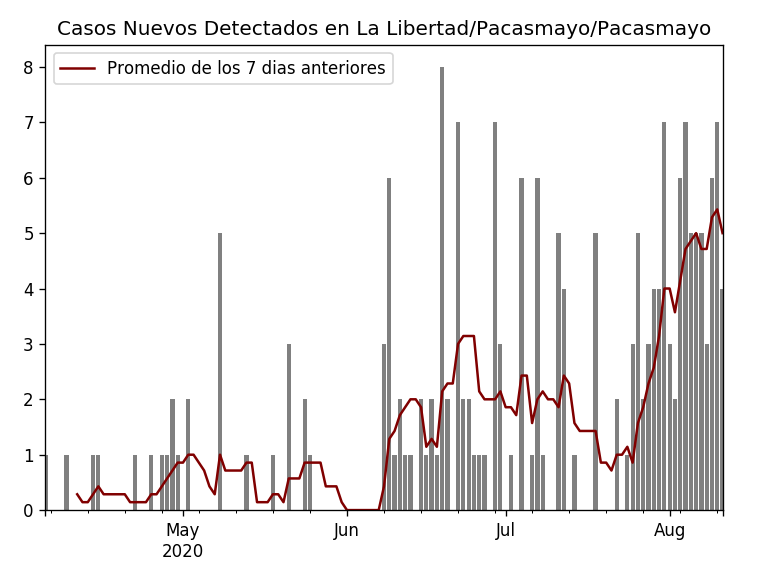 Casos Nuevos Detectados en La Libertad/Pacasmayo/Pacasmayo
Promedio de los 7 dias anteriores
8
7
6
5
4
3
2
1
0
May
2020
Jun
Jul
Aug